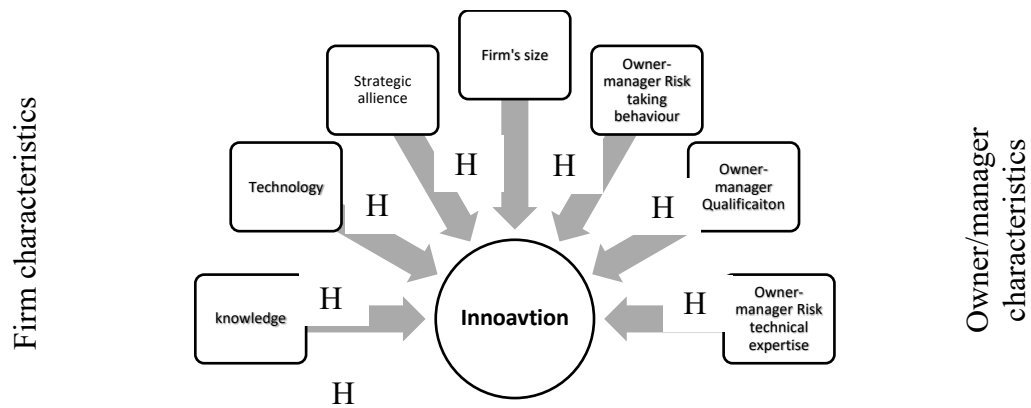 Firm characteristics
Firm's size
Strategic
allience
Owner-
manager Risk
taking
behaviour
H
H
Technology
Owner-
manager
Qualificaiton
H
H
knowledge
H
Innoavtion
H
Owner-
manager Risk
technical
expertise
H
Owner/manager
characteristics